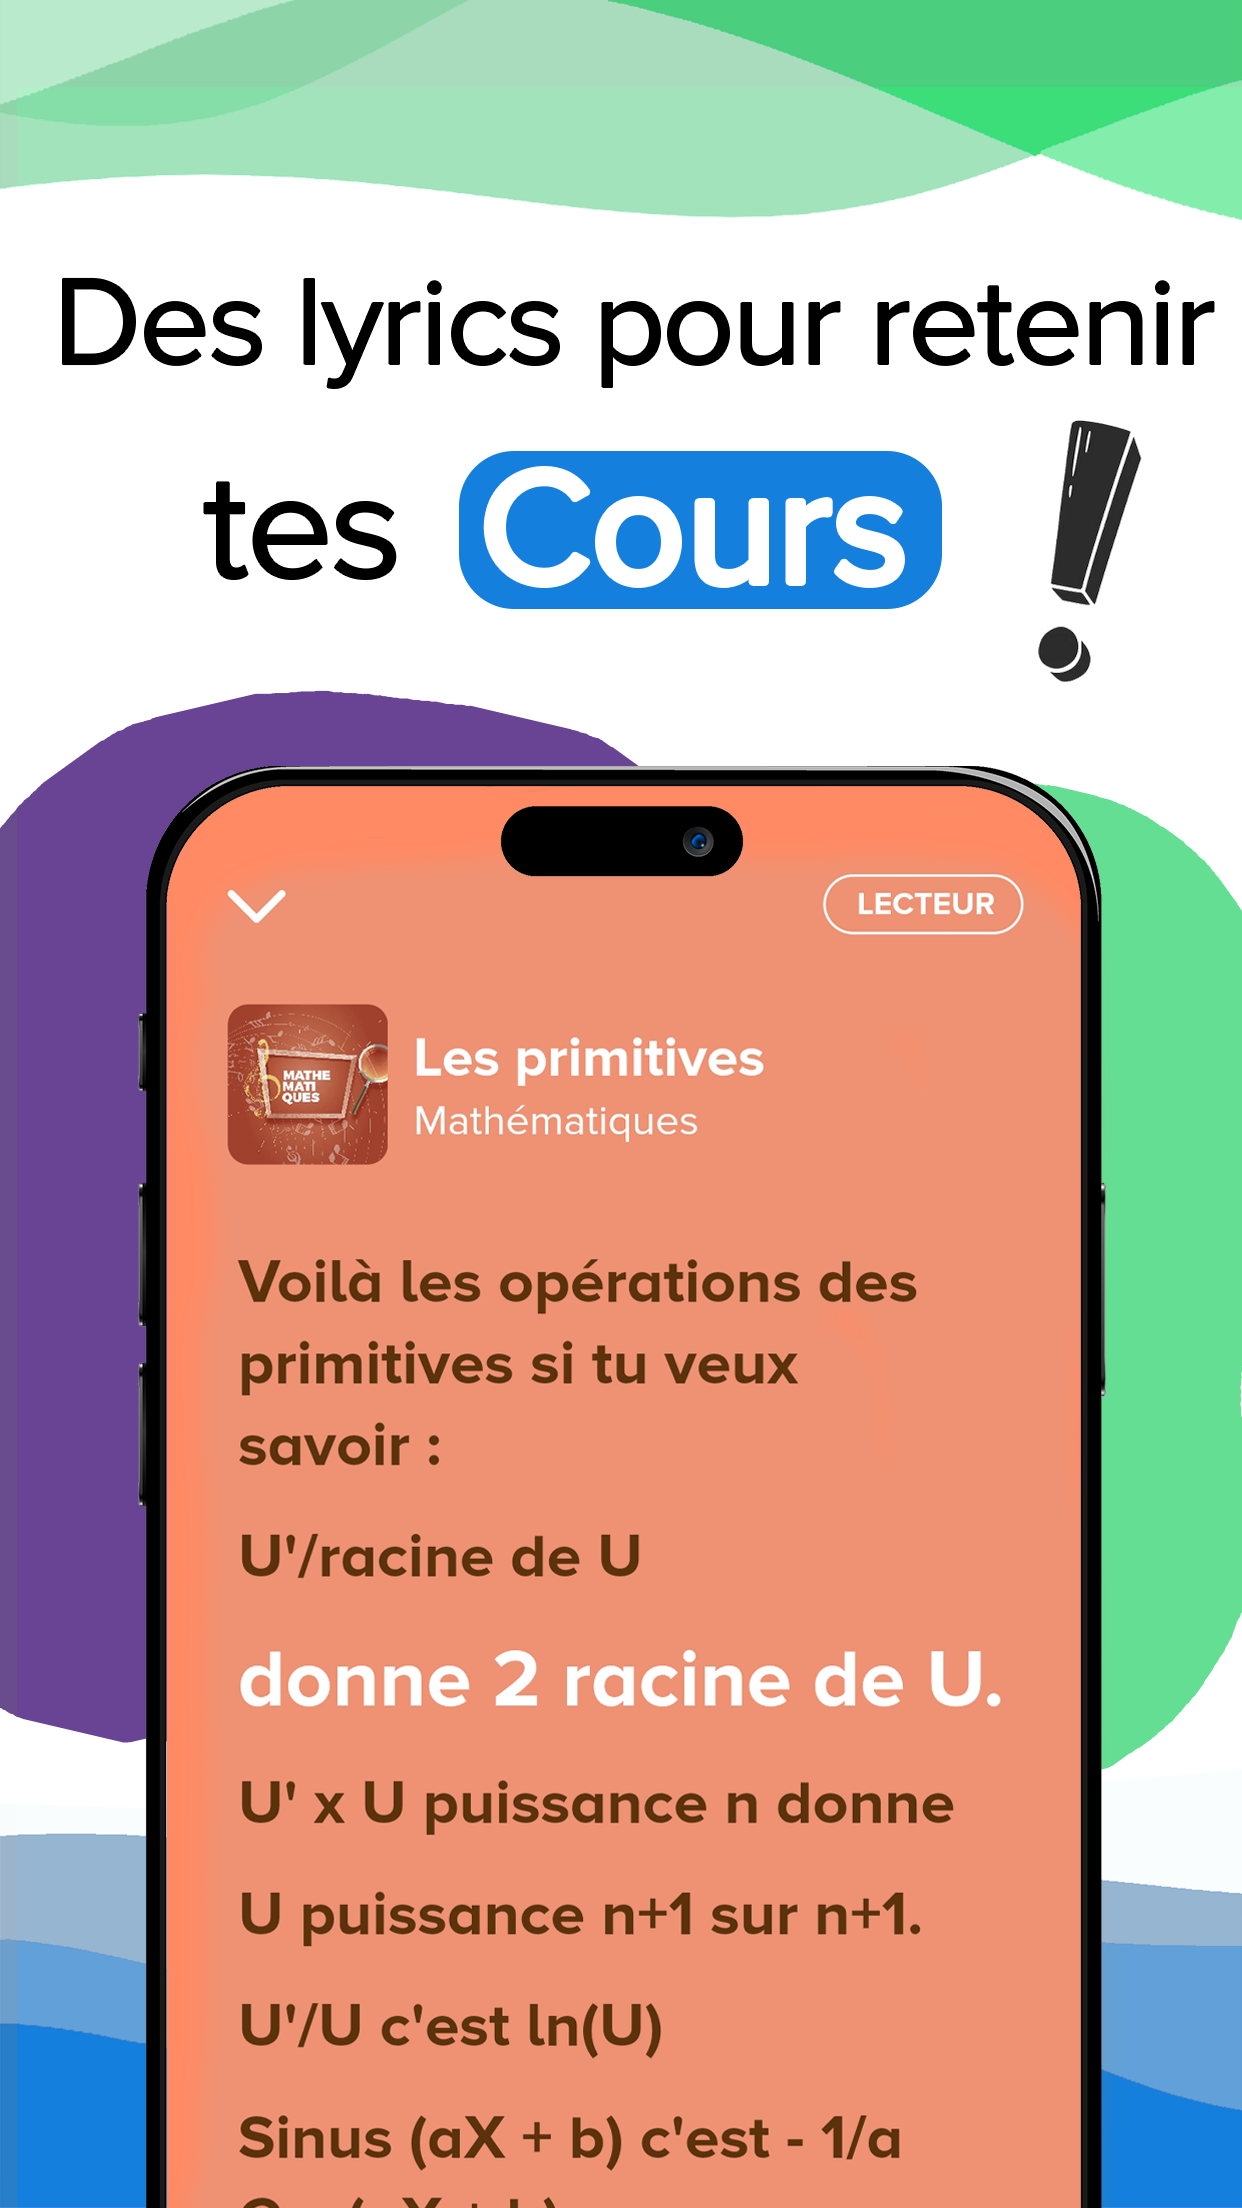 Des lyrics pour retenir
tes Cours !
LECTEUR
MATHE
MATI
QUES
Les primitives
Mathématiques
Voilà les opérations des
primitives si tu veux
savoir :
U'/racine de U
donne 2 racine de U.
U' x U puissance n donne
U puissance n+1 sur n+1.
U'/U c'est ln(U)
Sinus (aX + b) c'est - 1/a